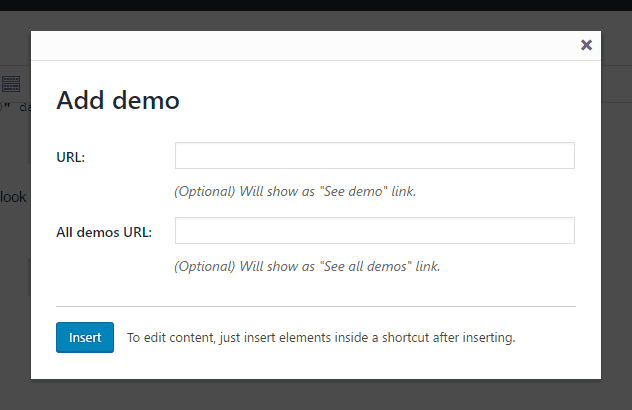 Add demo
URL:
(Optional) Will show as "See demo" link.
All demos URL:
(Optional) Will show as "See all demos" link.
Insert To edit content, just insert elements inside a shortcut after inserting.
look